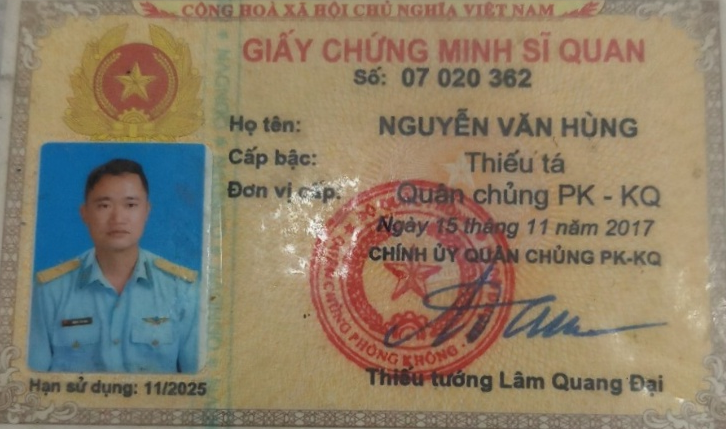 CỘNG HOÀ XÃ HỘI CHỦ NGHĨA VIỆT NAM
GIẤY CHỨNG MINH SĨ QUAN
Số: 07 020 362
Họ tên: NGUYỄN VĂN HÙNG
Cấp bậc: Thiếu tá
Đơn vị cấp: Quân chủng PK - KQ
Ngày 15 tháng 11 năm 2017
CHÍNH ỦY QUÂN CHỦNG PK-KQ
PHÒNG KHÔNG
Thiếu tướng Lâm Quang Đại
Hạn sử dụng: 11/2025